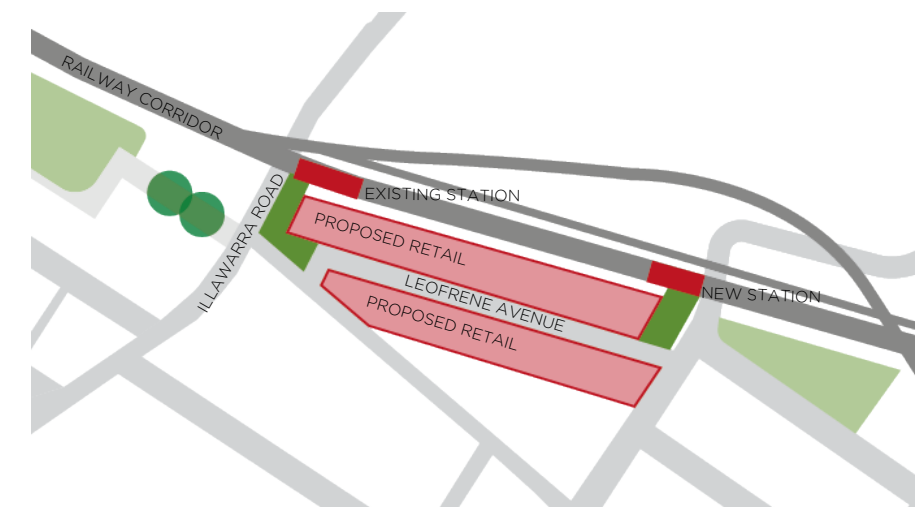 RAILWAY CORRIDOR
EXISTING STATION
ILLAWARRA ROAD
PROPOSED RETAIL
LEOFRENE AVENUE
NEW STATION
PROPOSED RETAIL